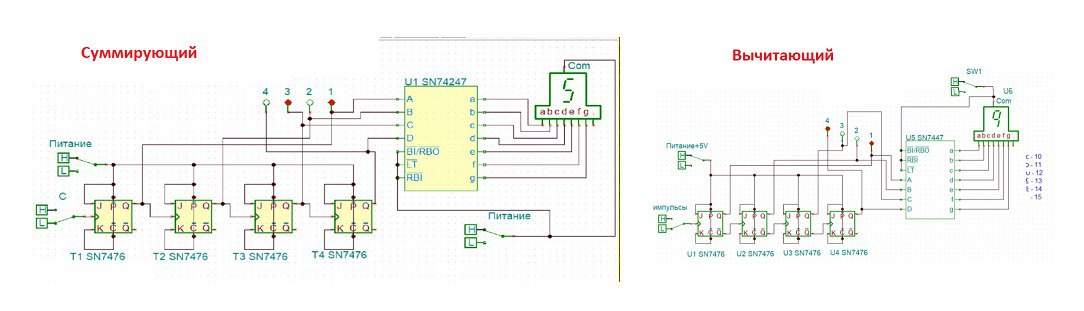 Суммирующий
Вычитающий
4 3 2 1
U1 SN74247
Com
A
B
C
D
BI/RBO
LT
RBI
a
b
c
d
e
f
g
abcdefg.
Питание
H
L
C
H
L
J P Q
K C Q
J P Q
K C Q
J P Q
K C Q
J P Q
K C Q
T1 SN7476
T2 SN7476
T3 SN7476
T4 SN7476
Питание
H
L
SW1
H
L
U6
Com
abcdefg.
4 3 2 1
U5 SN7447
BI/RBO
RBI
LT
A
B
C
D
a
b
c
d
e
f
g
Питание+5V
H
L
импульсы
H
L
J P Q
K C Q
J P Q
K C Q
J P Q
K C Q
J P Q
K C Q
U1 SN7476
U2 SN7476
U3 SN7476
U4 SN7476
- 10
- 11
- 12
- 13
- 14
- 15